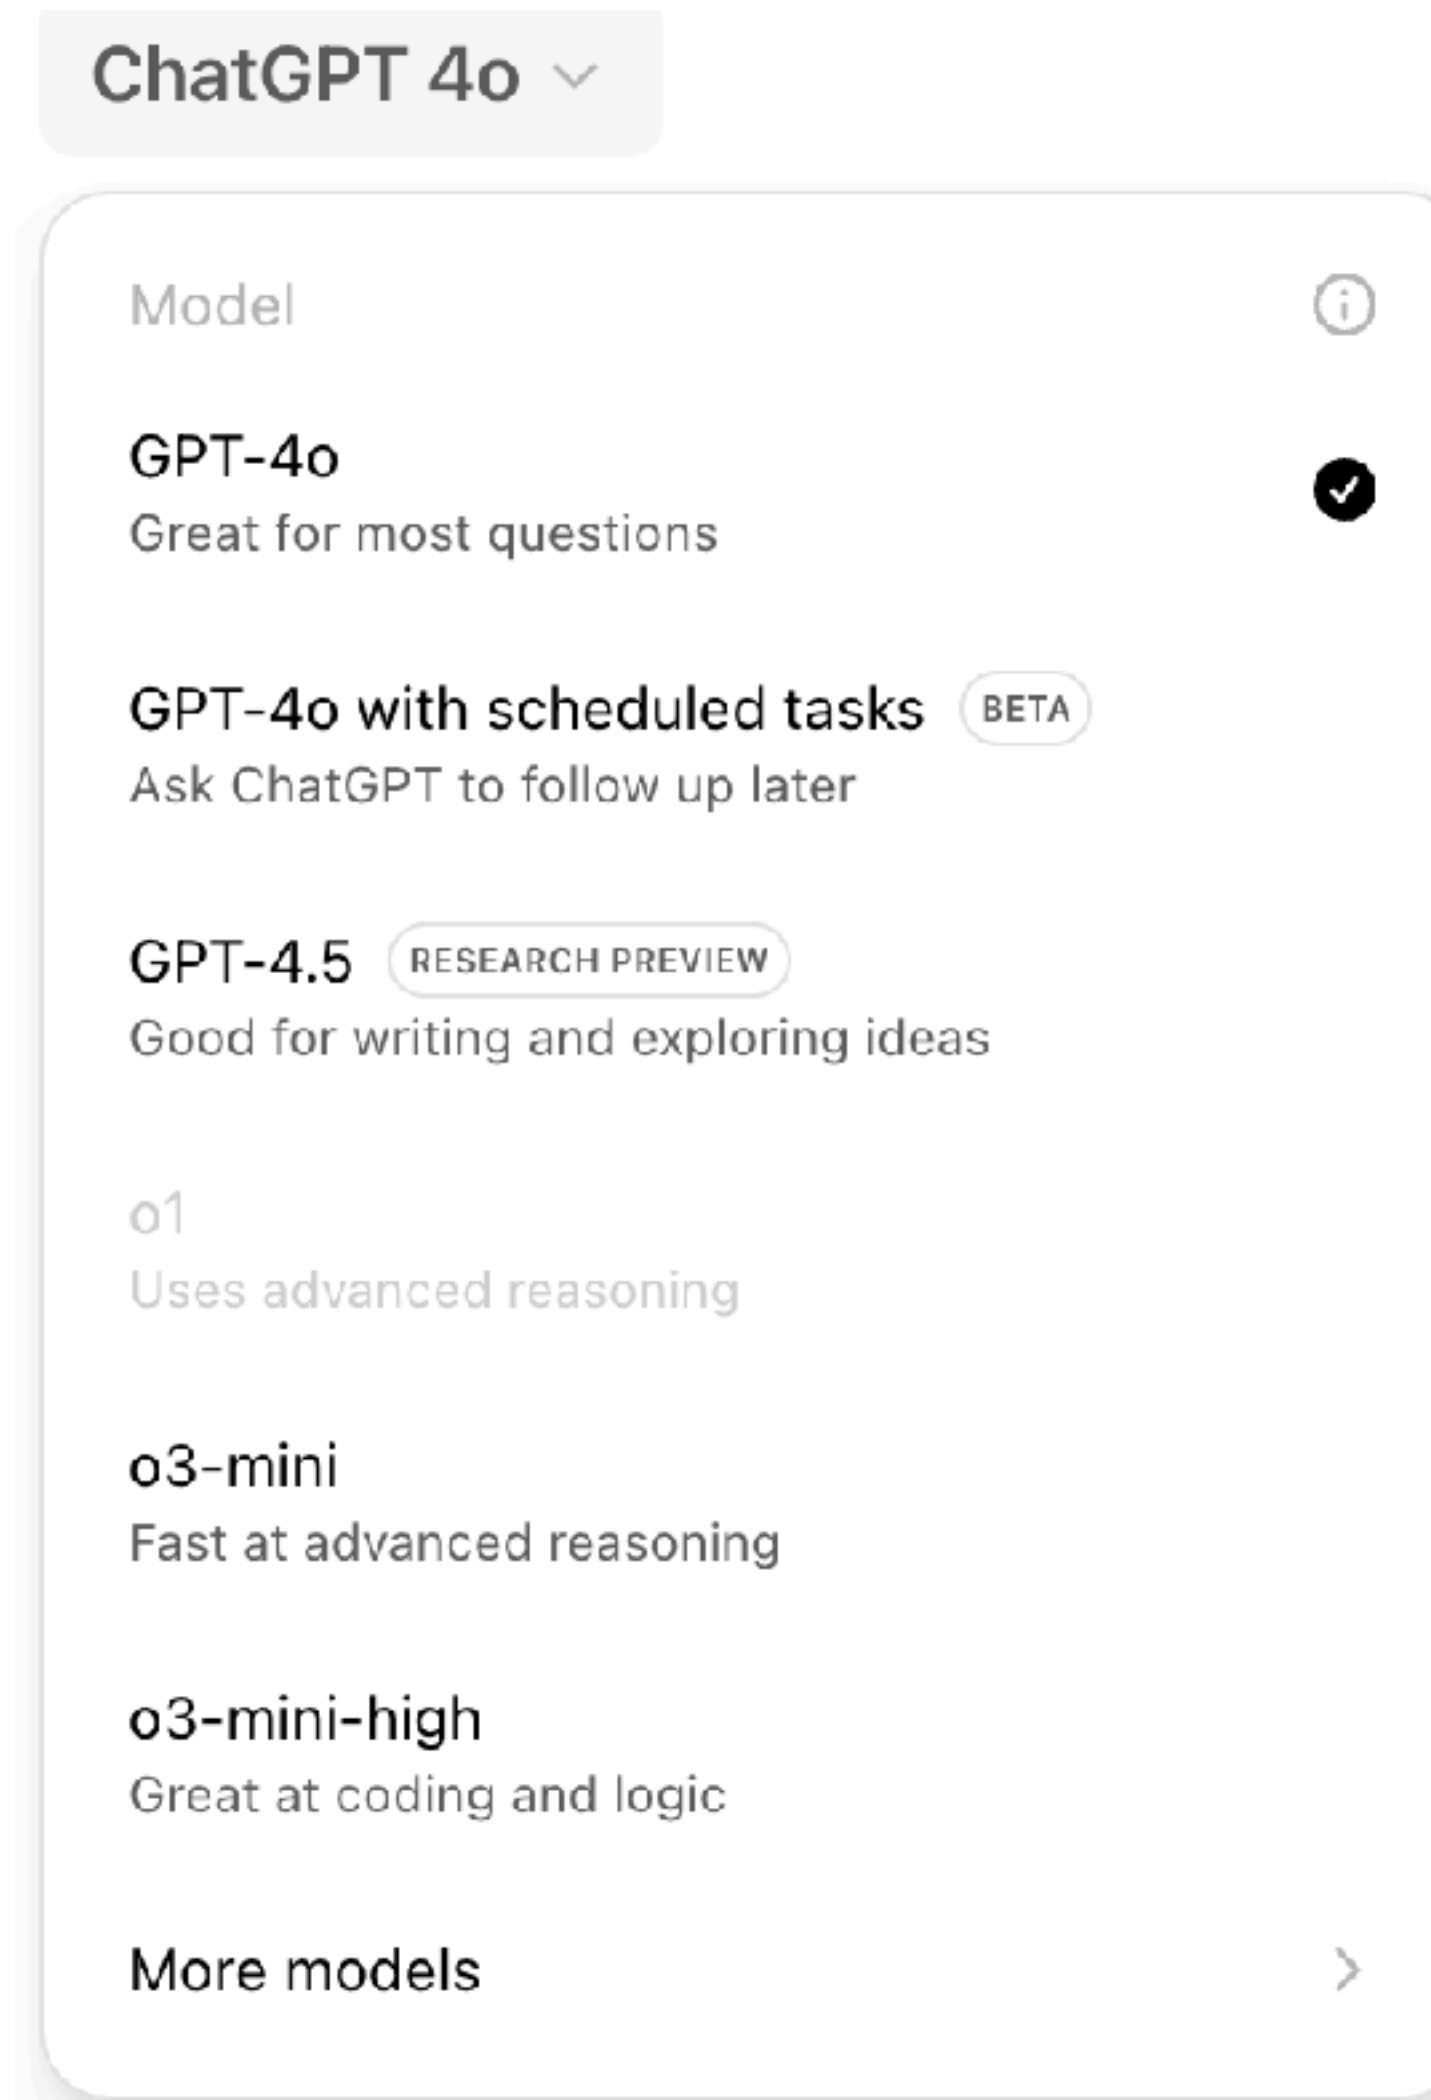 ChatGPT 4o
Model
GPT-4o
Great for most questions
GPT-4o with scheduled tasks BETA
Ask ChatGPT to follow up later
GPT-4.5 RESEARCH PREVIEW
Good for writing and exploring ideas
o1
Uses advanced reasoning
o3-mini
Fast at advanced reasoning
o3-mini-high
Great at coding and logic
More models